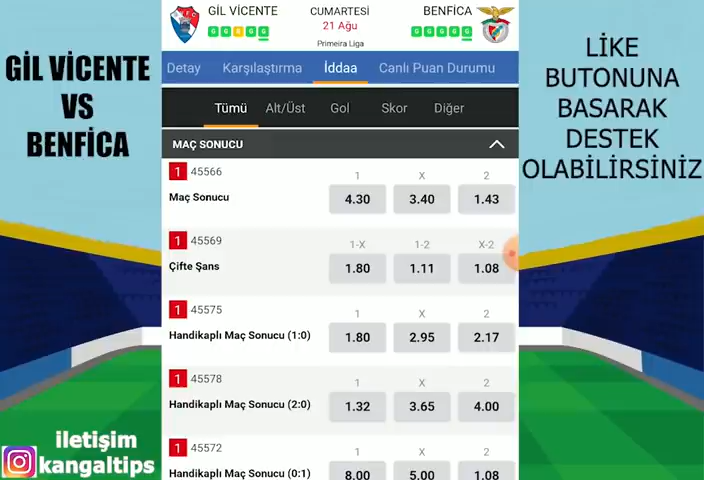 GİL VİCENTE
VS
BENFİCA
GİL VİCENTE
G G B G G
CUMARTESİ
21 Ağu
Primeira Liga
BENFİCA
G G G G G
Detay Karşılaştırma İddaa Canlı Puan Durumu
Tümü Alt/Üst Gol Skor Diğer
MAÇ SONUCU
1 45566 1 X 2
Maç Sonucu 4.30 3.40 1.43
1 45569 1-X 1-2 X-2
Çifte Şans 1.80 1.11 1.08
1 45575 1 X 2
Handikaplı Maç Sonucu (1:0) 1.80 2.95 2.17
1 45578 1 X 2
Handikaplı Maç Sonucu (2:0) 1.32 3.65 4.00
1 45572 1 X 2
Handikaplı Maç Sonucu (0:1) 8.00 5.00 1.08
LİKE
BUTONUNA
BASARAK
DESTEK
OLABİLİRSİNİZ
iletişim
kangaltips